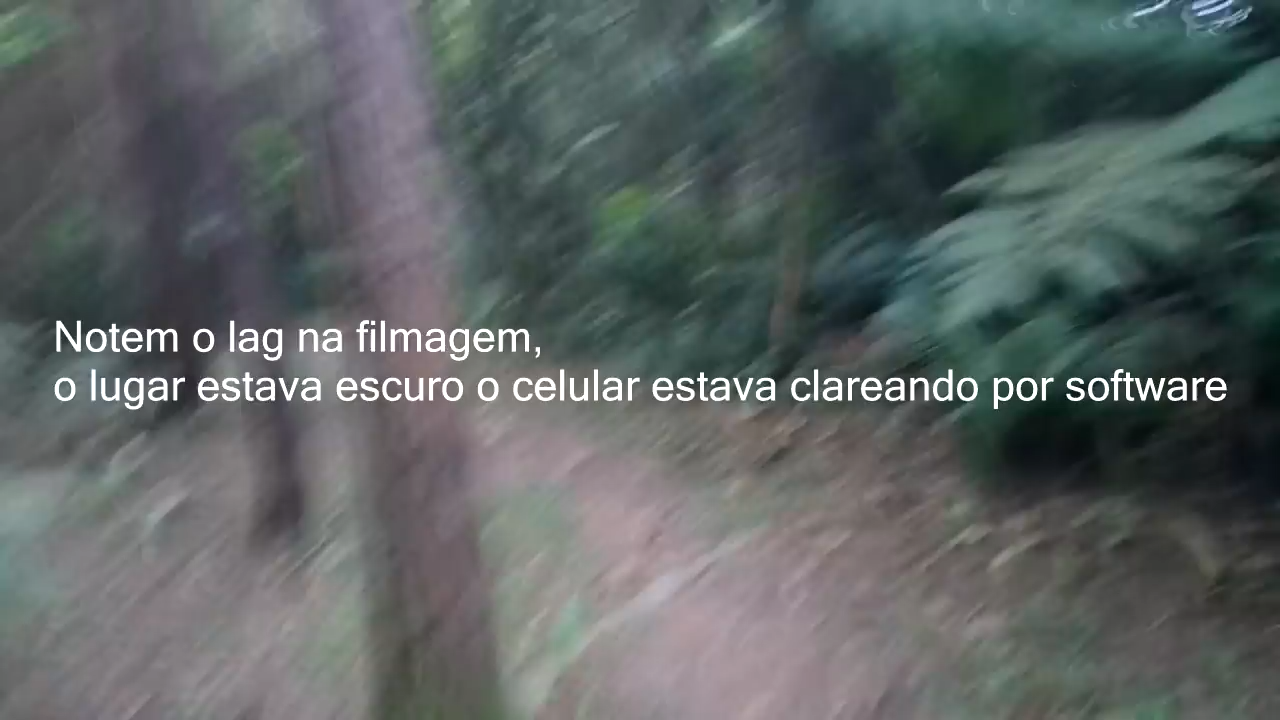 Notem o lag na filmagem,
o lugar estava escuro o celular estava clareando por software